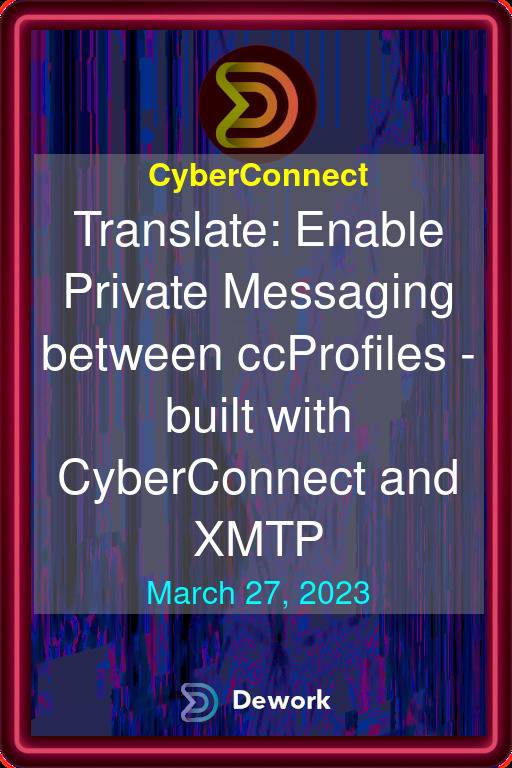 CyberConnect
Translate: Enable
Private Messaging
between ccProfiles -
built with
CyberConnect and
XMTP
March 27, 2023
Dework